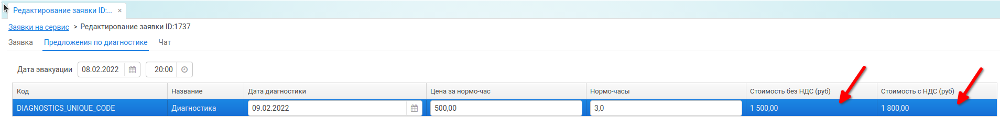 Редактирование заявки ID:... ×
Заявки на сервис > Редактирование заявки ID:1737
Заявка Предложения по диагностике Чат
Дата эвакуации 08.02.2022 20:00
Код Название Дата диагностики Цена за нормо-час Нормо-часы Стоимость без НДС (руб) Стоимость с НДС (руб)
DIAGNOSTICS_UNIQUE_CODE Диагностика 09.02.2022 500,00 3,0 1 500,00 1 800,00